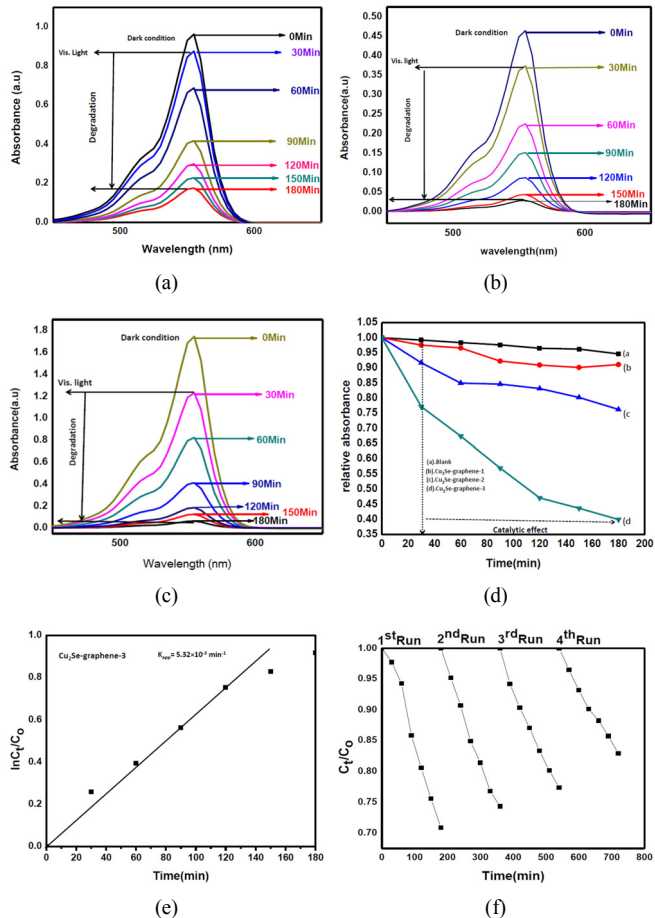 1.0
0.8
0.6
0.4
0.2
0.0
Absorbance (a.u)
Dark condition
Vis. Light
Degradation
0Min
30Min
60Min
90Min
120Min
150Min
180Min
500
600
Wavelength (nm)
(a)
0.45
0.40
0.35
0.30
0.25
0.20
0.15
0.10
0.05
0.00
Absorbance(a.u)
Dark condition
Vis. light
Degradation
0Min
30Min
60Min
90Min
120Min
150Min
180Min
500
600
wavelength(nm)
(b)
1.8
1.6
1.4
1.2
1.0
0.8
0.6
0.4
0.2
0.0
Absorbance(a.u)
Dark condition
Vis. light
Degradation
0Min
30Min
60Min
90Min
120Min
150Min
180Min
500
600
Wavelength (nm)
(c)
1.05
1.00
0.95
0.90
0.85
0.80
0.75
0.70
0.65
0.60
0.55
0.50
0.45
0.40
0.35
relative absorbance
(a
(b
(c
(d
(a).Blank
(b).Cu₂Se-graphene-1
(c).Cu₂Se-graphene-2
(d).Cu₂Se-graphene-3
Catalytic effect
0 20 40 60 80 100 120 140 160 180 200
Time(min)
(d)
1.0
0.8
0.6
0.4
0.2
0.0
lnCt/Co
Cu₂Se-graphene-3
Kapp= 5.32×10⁻³ min⁻¹
0 20 40 60 80 100 120 140 160 180
Time(min)
(e)
1ˢᵗRun 2ⁿᵈRun 3ʳᵈRun 4ᵗʰRun
1.00
0.95
0.90
0.85
0.80
0.75
0.70
Ct/Co
0 100 200 300 400 500 600 700 800
Time(min)
(f)